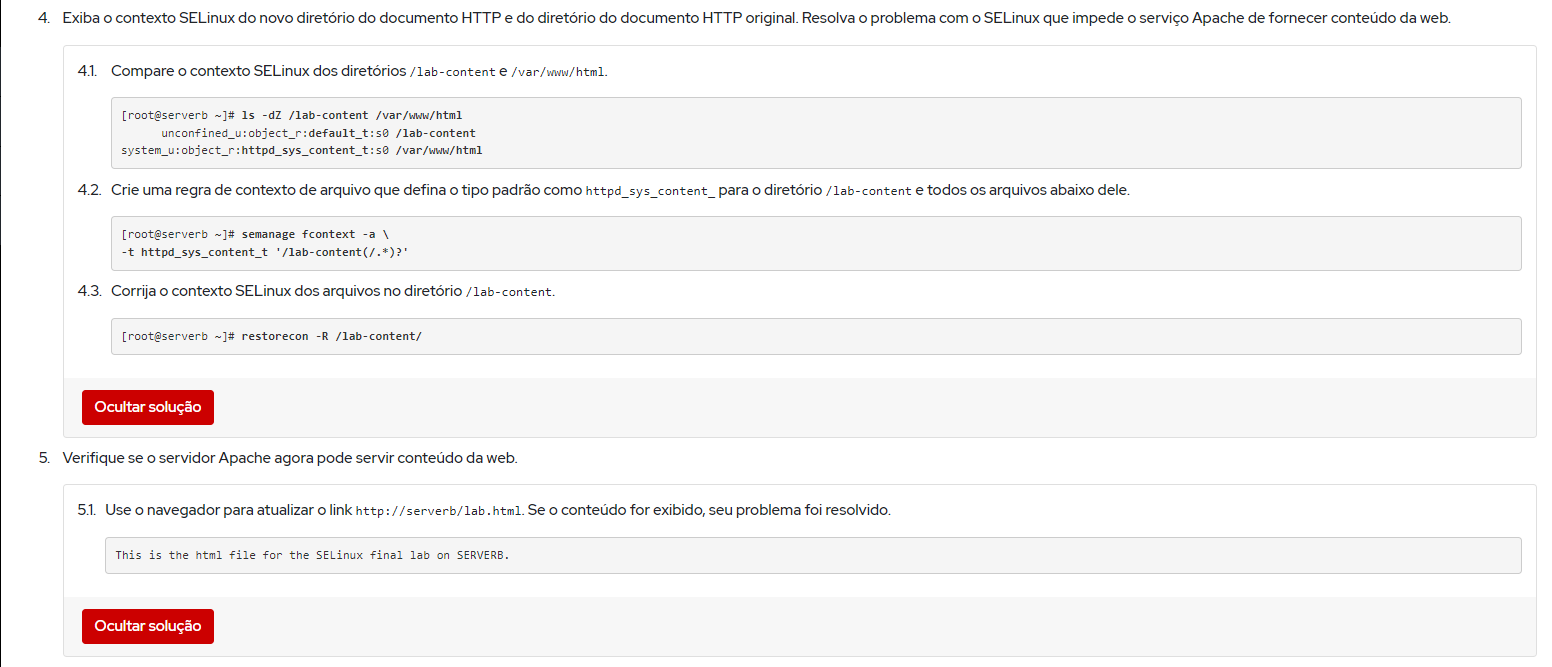 4. Exiba o contexto SELinux do novo diretório do documento HTTP e do diretório do documento HTTP original. Resolva o problema com o SELinux que impede o serviço Apache de fornecer conteúdo da web.
4.1. Compare o contexto SELinux dos diretórios /lab-content e /var/www/html.
[root@serverb ~]# ls -dZ /lab-content /var/www/html
unconfined_u:object_r:default_t:s0 /lab-content
system_u:object_r:httpd_sys_content_t:s0 /var/www/html
4.2. Crie uma regra de contexto de arquivo que defina o tipo padrão como httpd_sys_content_ para o diretório /lab-content e todos os arquivos abaixo dele.
[root@serverb ~]# semanage fcontext -a \
-t httpd_sys_content_t '/lab-content(/.*)?'
4.3. Corrija o contexto SELinux dos arquivos no diretório /lab-content.
[root@serverb ~]# restorecon -R /lab-content/
Ocultar solução
5. Verifique se o servidor Apache agora pode servir conteúdo da web.
5.1. Use o navegador para atualizar o link http://serverb/lab.html. Se o conteúdo for exibido, seu problema foi resolvido.
This is the html file for the SELinux final lab on SERVERB.
Ocultar solução